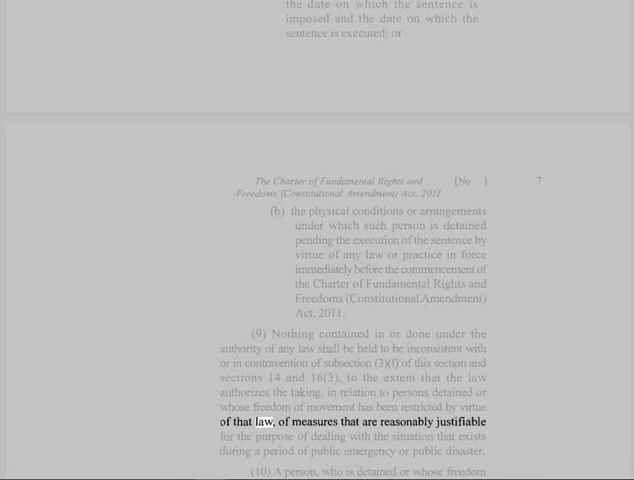 the date on which the sentence is
imposed and the date on which the
sentence is executed; or
The Charter of Fundamental Rights and [No. ] 7
Freedoms (Constitutional Amendment) Act, 2011
(b) the physical conditions or arrangements
under which such person is detained
pending the execution of the sentence by
virtue of any law or practice in force
immediately before the commencement of
the Charter of Fundamental Rights and
Freedoms (Constitutional Amendment)
Act, 2011.
(9) Nothing contained in or done under the
authority of any law shall be held to be inconsistent with
or in contravention of subsection (3)(f) of this section and
sections 14 and 16(3), to the extent that the law
authorizes the taking, in relation to persons detained or
whose freedom of movement has been restricted by virtue
of that law, of measures that are reasonably justifiable
for the purpose of dealing with the situation that exists
during a period of public emergency or public disaster.
(10) A person, who is detained or whose freedom